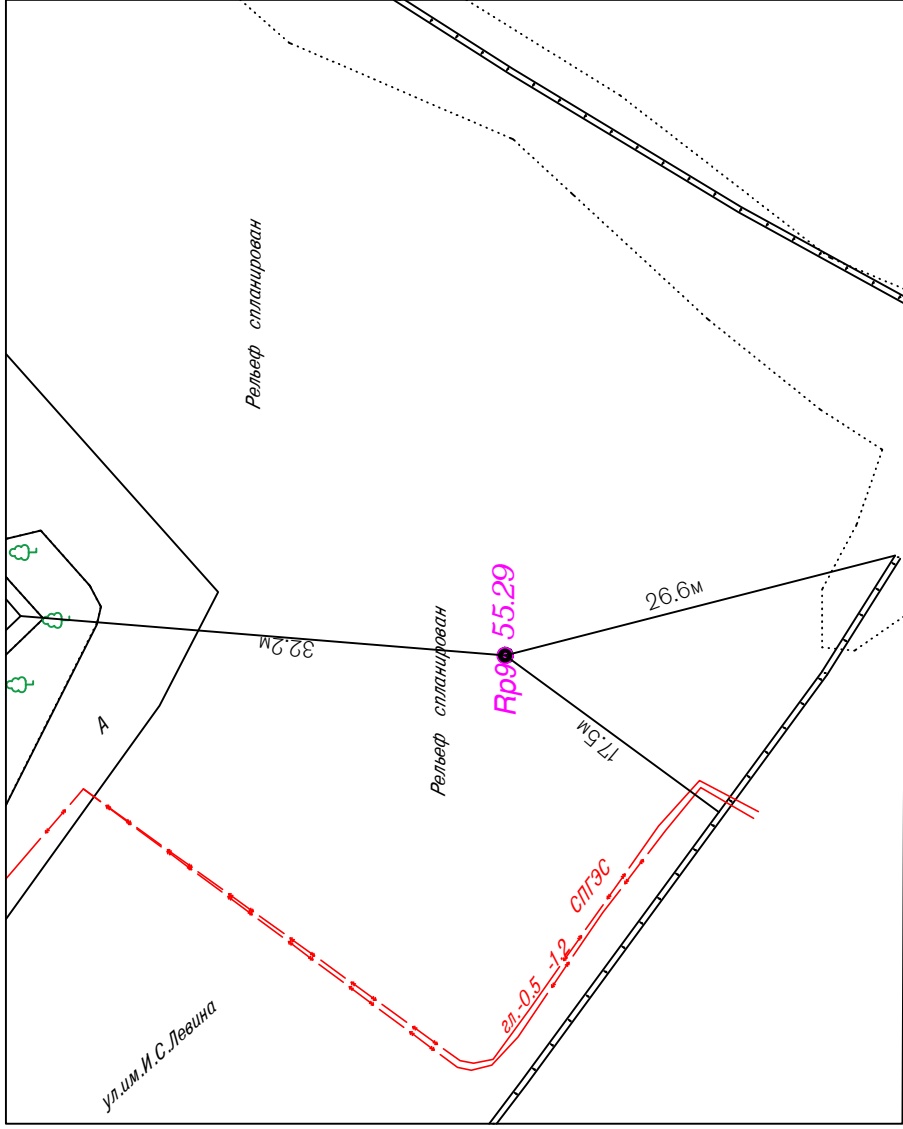 Рельеф спланирован
32.2м
А
Рельеф спланирован
Rp9 55.29
26.6м
17.5м
СПГЭС
гл.-0.5 -1.2
ул.им.И.С.Левина